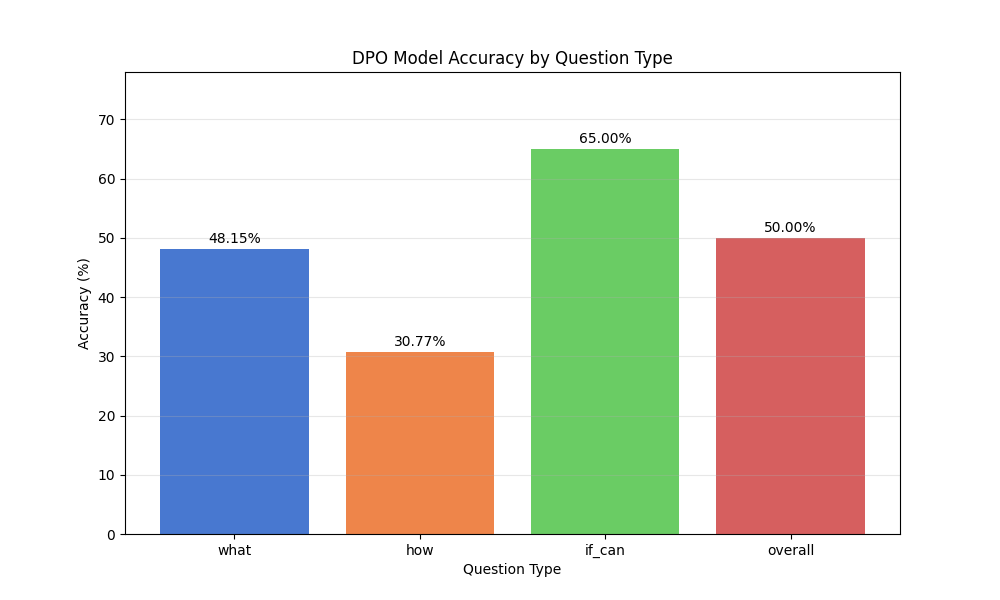 DPO Model Accuracy by Question Type
Accuracy (%)
70
60
50
40
30
20
10
0
48.15%
30.77%
65.00%
50.00%
what
how
if_can
overall
Question Type